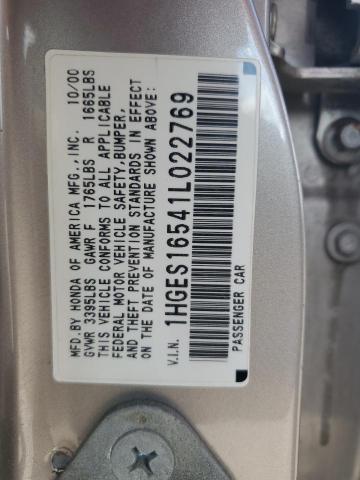 MFD.BY HONDA OF AMERICA MFG.,INC. 10/00
GVWR 3395LBS GAWR F 1765LBS R 1665LBS
THIS VEHICLE CONFORMS TO ALL APPLICABLE
FEDERAL MOTOR VEHICLE SAFETY,BUMPER,
AND THEFT PREVENTION STANDARDS IN EFFECT
ON THE DATE OF MANUFACTURE SHOWN ABOVE.
V.I.N. 1HGES16541L022769
PASSENGER CAR